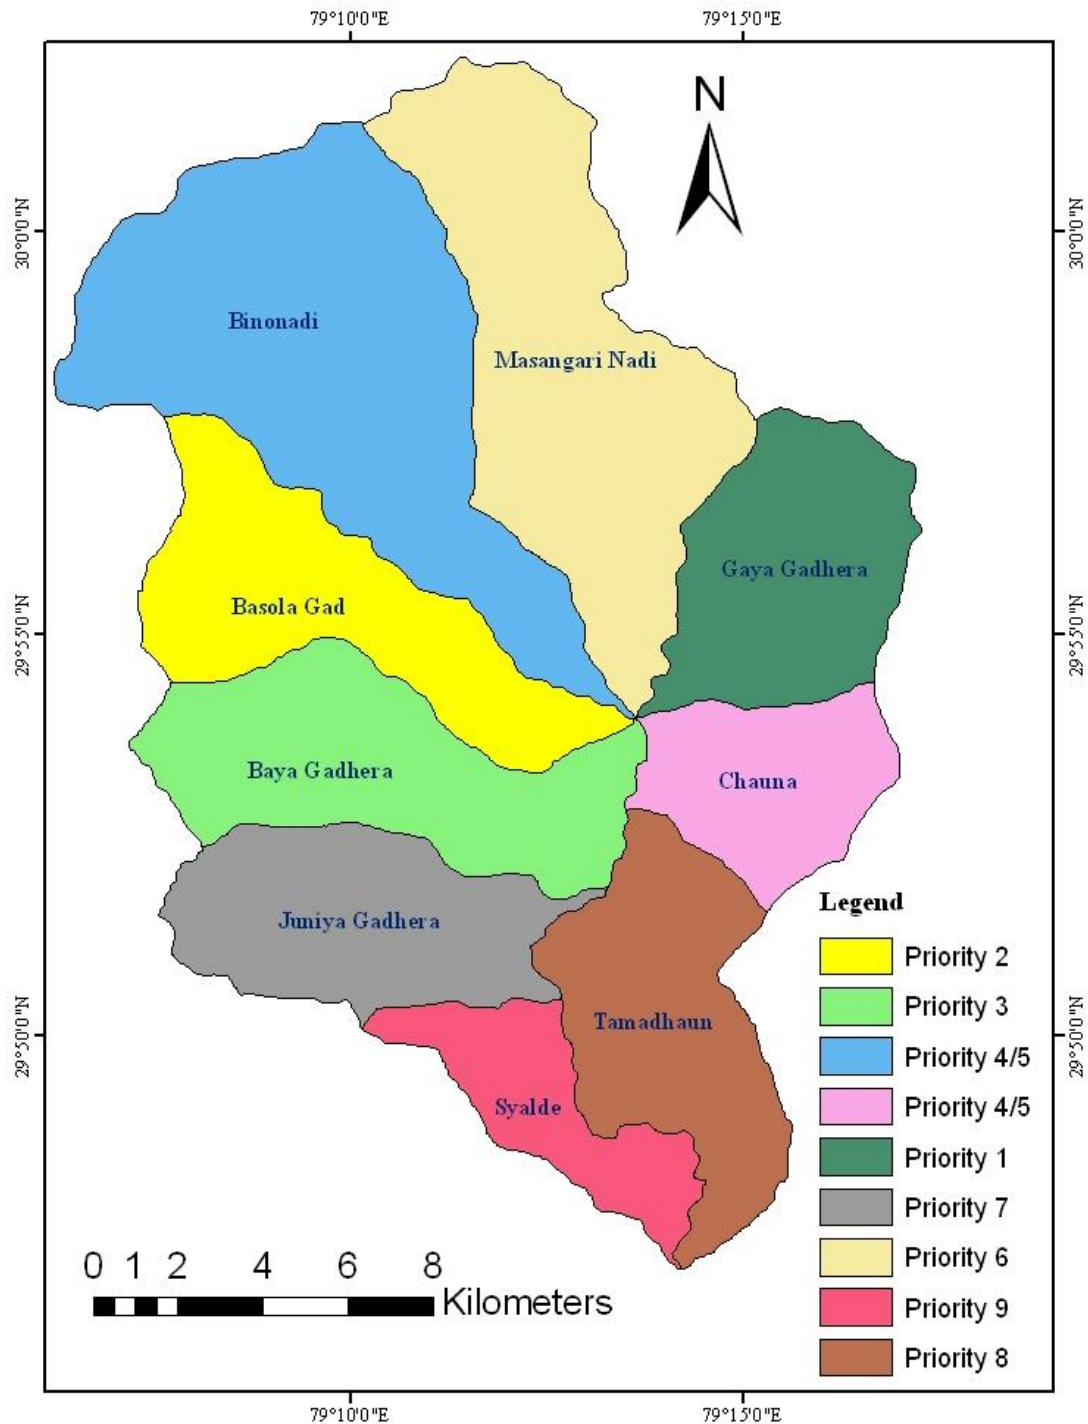 79°10'0"E 79°15'0"E
N
30°0'0"N 30°0'0"N
Binonadi
Masangari Nadi
Gaya Gadhera
Basola Gad
29°55'0"N 29°55'0"N
Baya Gadhera
Chauna
Juniya Gadhera
Tamadhaun
29°50'0"N 29°50'0"N
Syalde
Legend
Priority 2
Priority 3
Priority 4/5
Priority 4/5
Priority 1
Priority 7
Priority 6
Priority 9
Priority 8
0 1 2 4 6 8
Kilometers
79°10'0"E 79°15'0"E